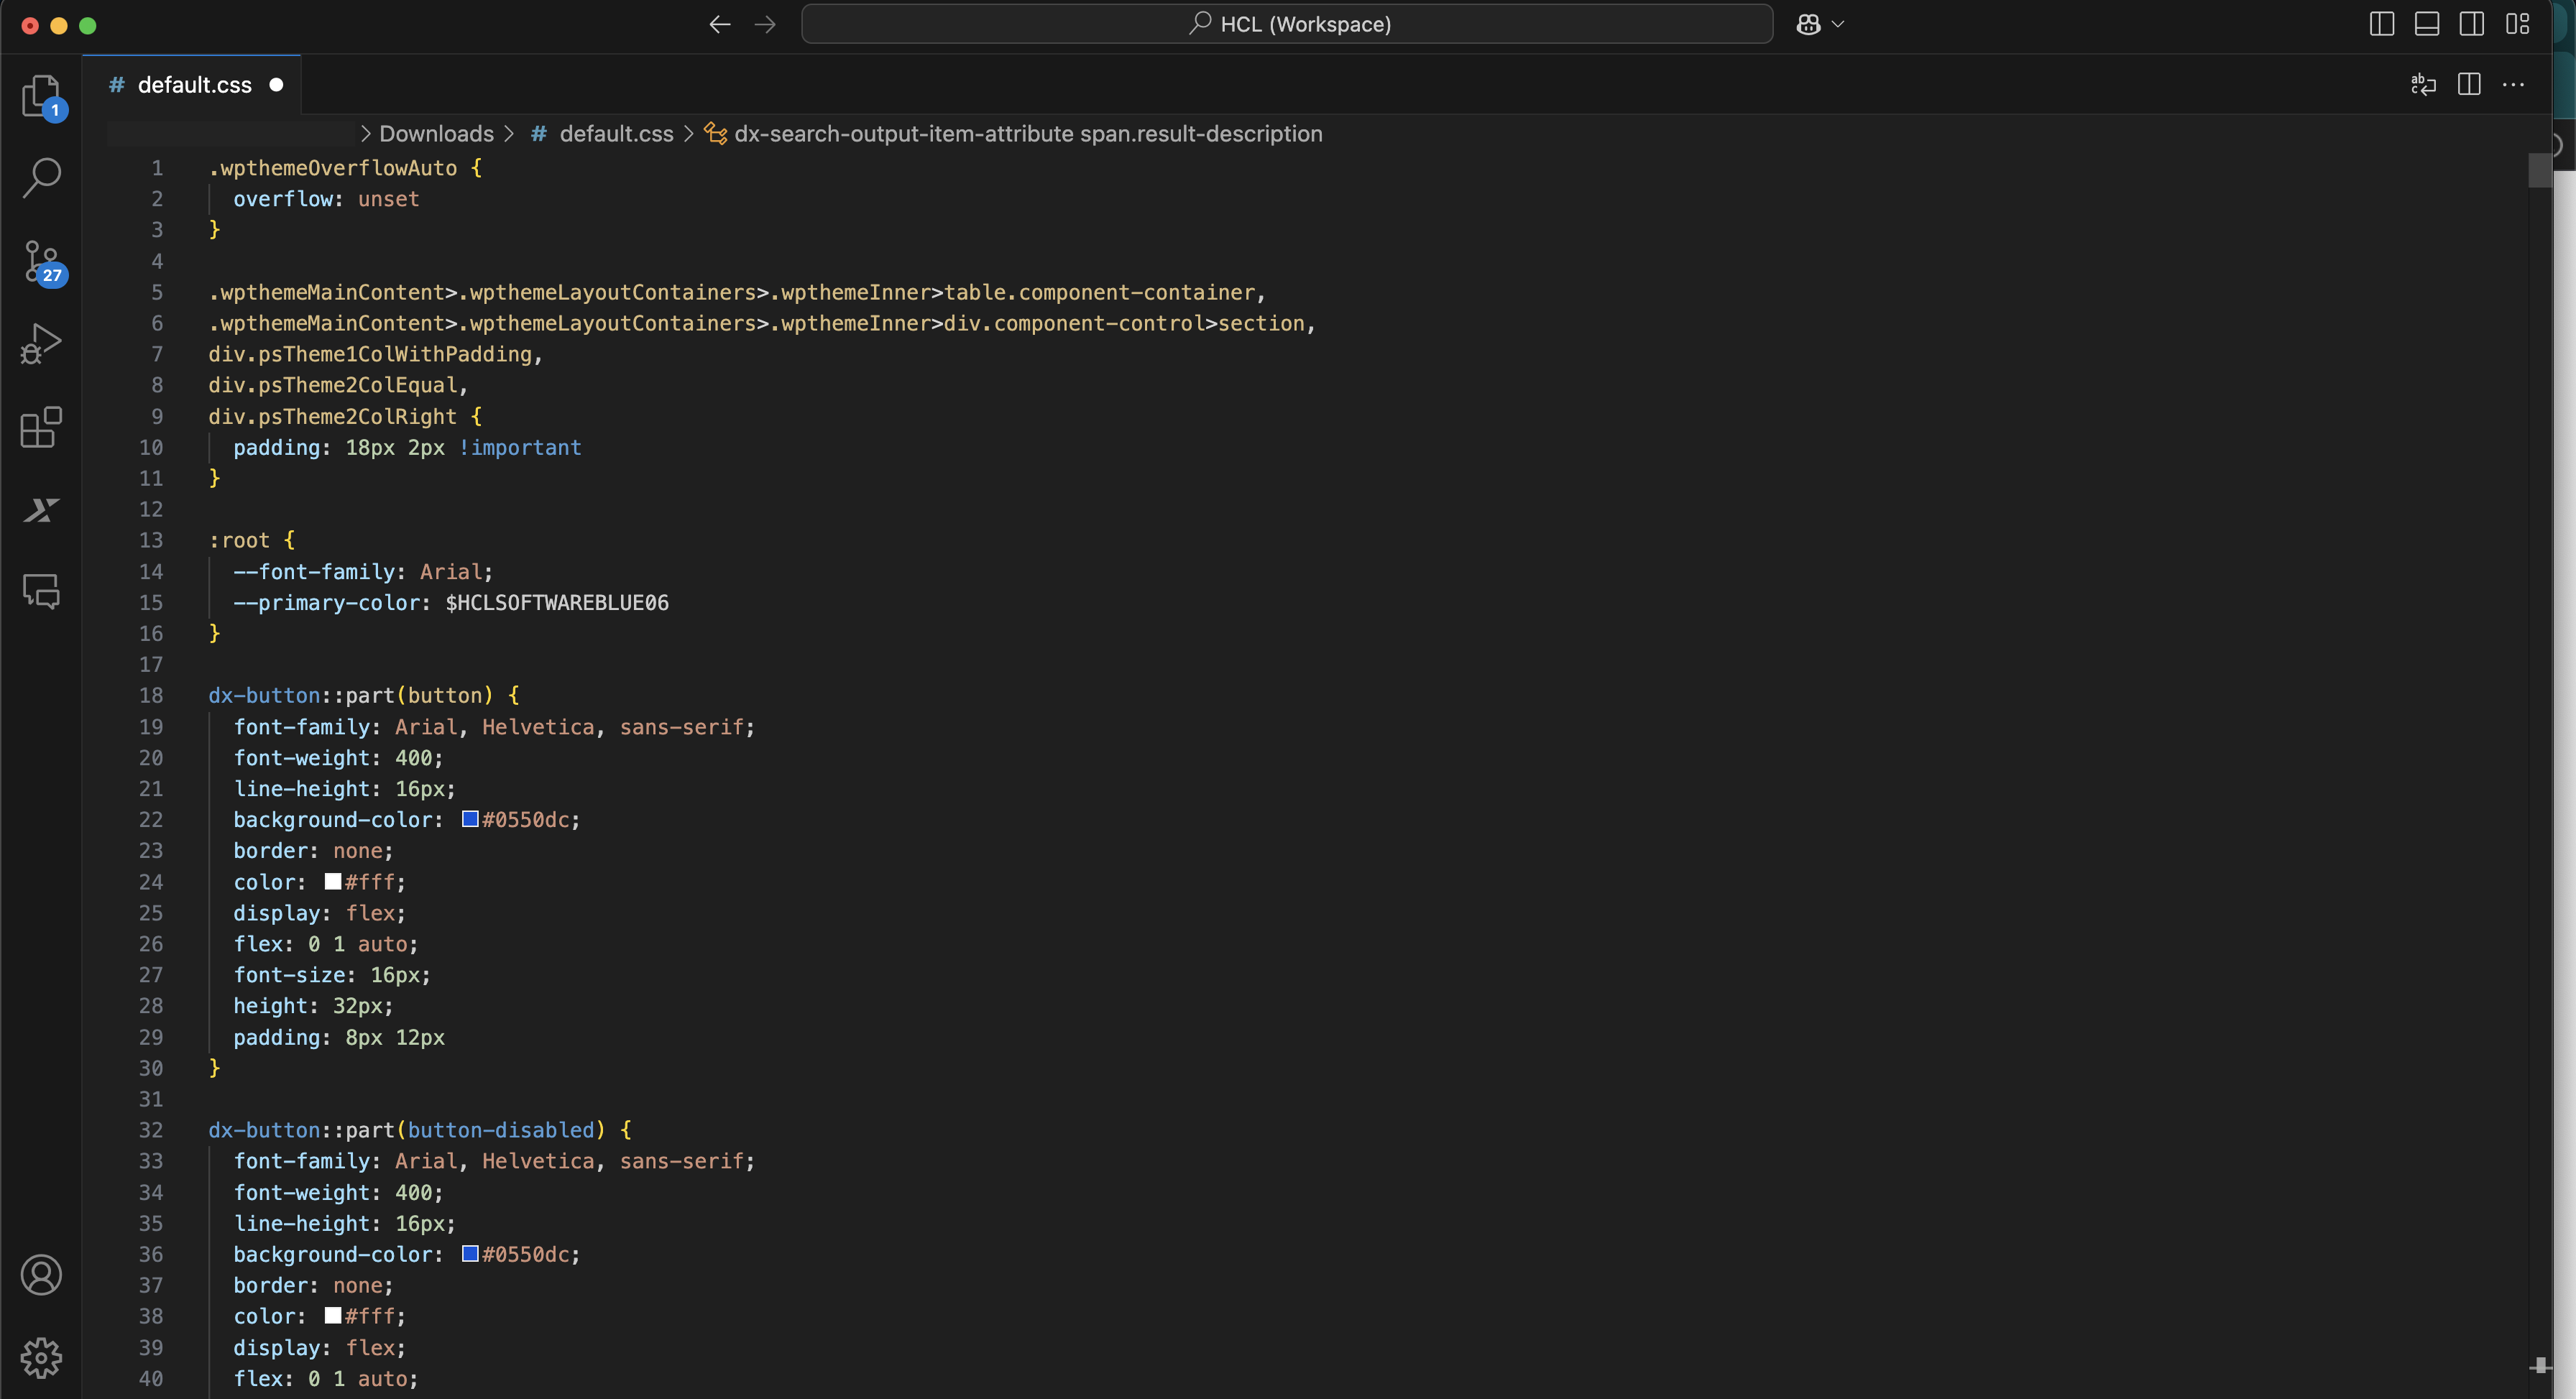 HCL (Workspace)
# default.css
1
> Downloads > # default.css > dx-search-output-item-attribute span.result-description
27
1 .wpthemeOverflowAuto {
2 overflow: unset
3 }
4
5 .wpthemeMainContent>.wpthemeLayoutContainers>.wpthemeInner>table.component-container,
6 .wpthemeMainContent>.wpthemeLayoutContainers>.wpthemeInner>div.component-control>section,
7 div.psTheme1ColWithPadding,
8 div.psTheme2ColEqual,
9 div.psTheme2ColRight {
10 padding: 18px 2px !important
11 }
12
13 :root {
14 --font-family: Arial;
15 --primary-color: $HCLSOFTWAREBLUE06
16 }
17
18 dx-button::part(button) {
19 font-family: Arial, Helvetica, sans-serif;
20 font-weight: 400;
21 line-height: 16px;
22 background-color: #0550dc;
23 border: none;
24 color: #fff;
25 display: flex;
26 flex: 0 1 auto;
27 font-size: 16px;
28 height: 32px;
29 padding: 8px 12px
30 }
31
32 dx-button::part(button-disabled) {
33 font-family: Arial, Helvetica, sans-serif;
34 font-weight: 400;
35 line-height: 16px;
36 background-color: #0550dc;
37 border: none;
38 color: #fff;
39 display: flex;
40 flex: 0 1 auto;